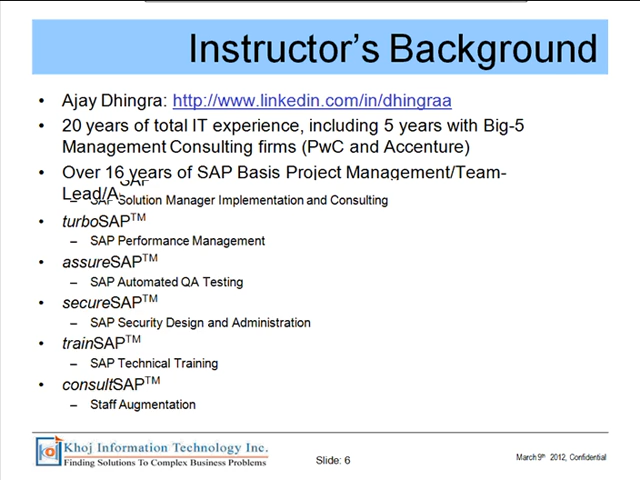 Instructor's Background
• Ajay Dhingra: http://www.linkedin.com/in/dhingraa
• 20 years of total IT experience, including 5 years with Big-5
Management Consulting firms (PwC and Accenture)
• Over 16 years of SAP Basis Project Management/Team-
Lead/A
SAP
– SAP Solution Manager Implementation and Consulting
• turboSAP™
– SAP Performance Management
• assureSAP™
– SAP Automated QA Testing
• secureSAP™
– SAP Security Design and Administration
• trainSAP™
– SAP Technical Training
• consultSAP™
– Staff Augmentation
Khoj Information Technology Inc.
Finding Solutions To Complex Business Problems
Slide: 6
March 9th 2012, Confidential